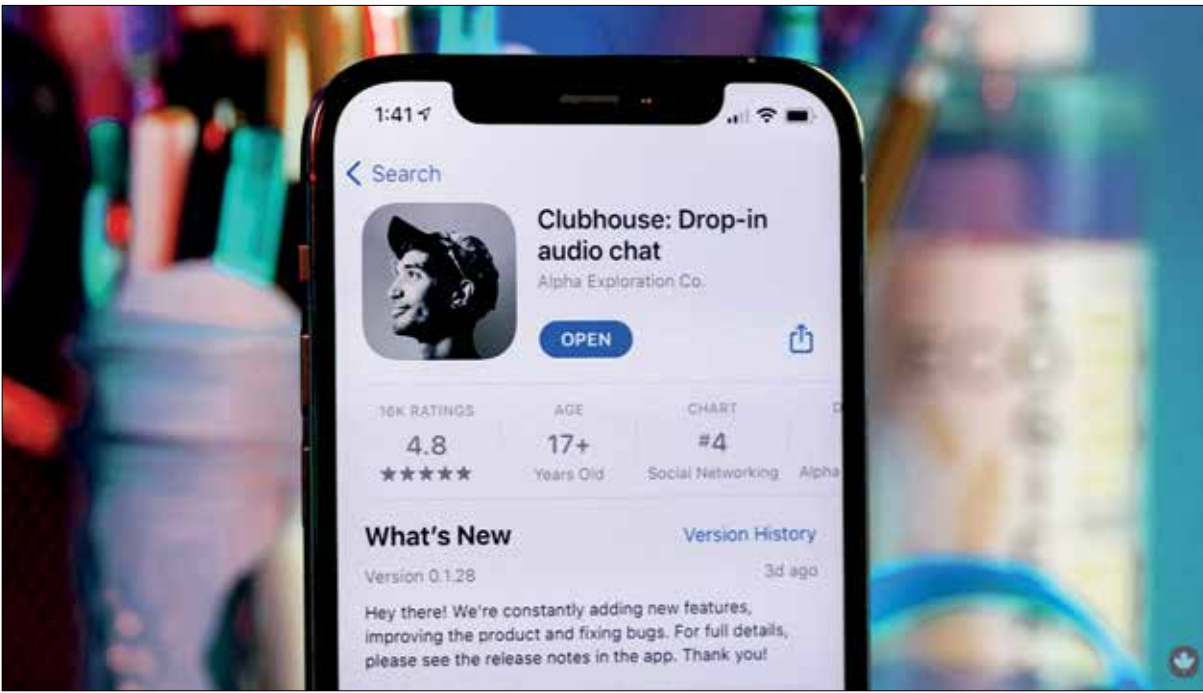 1:41
Search
Clubhouse: Drop-in
audio chat
Alpha Exploration Co.
OPEN
16K RATINGS
4.8
AGE
17+
Years Old
CHART
#4
Social Networking
D
Alpha
What's New
Version History
Version 0.1.28
3d ago
Hey there! We're constantly adding new features,
improving the product and fixing bugs. For full details,
please see the release notes in the app. Thank you!